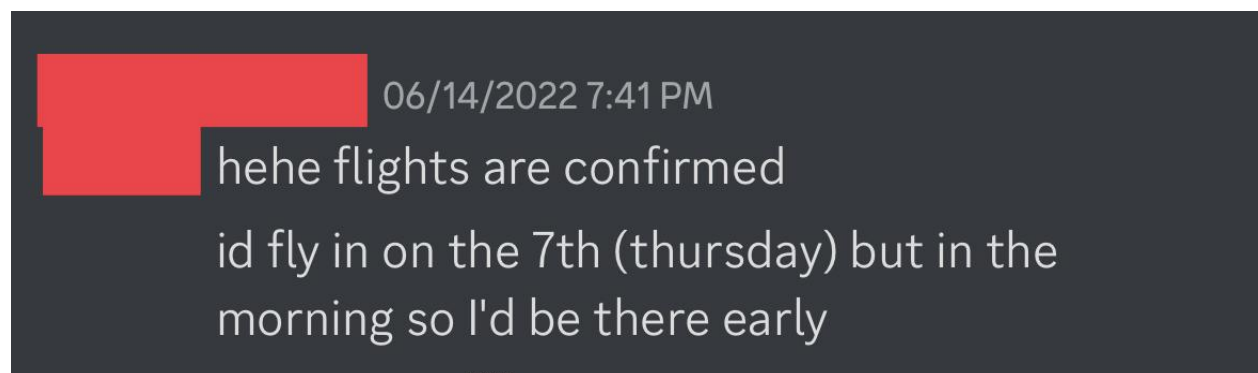 06/14/2022 7:41 PM
hehe flights are confirmed
id fly in on the 7th (thursday) but in the
morning so I'd be there early